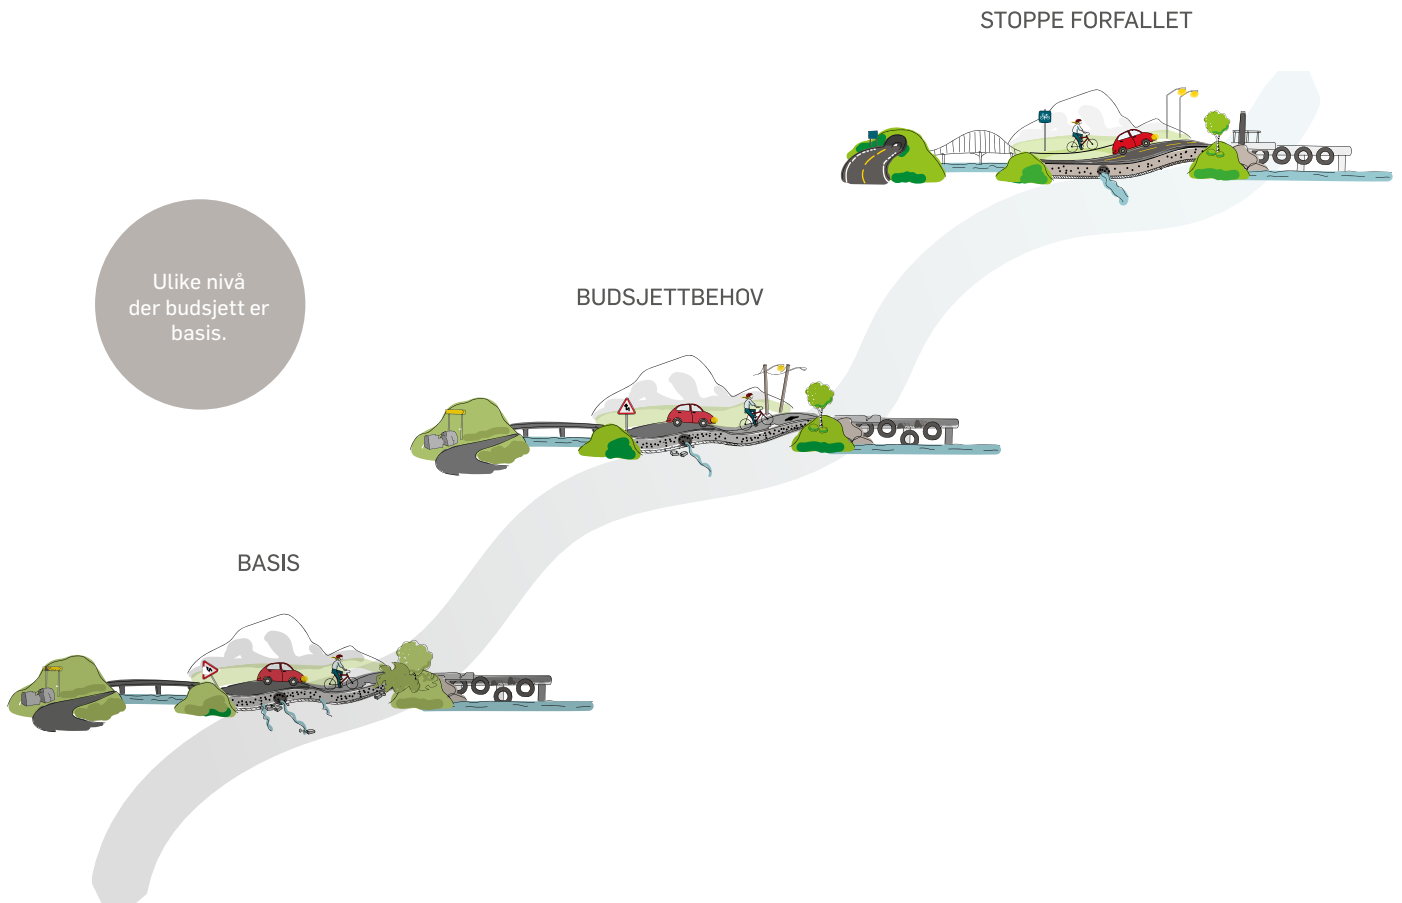 STOPPE FORFALLET
Ulike nivå
der budsjett er
basis.
BUDSJETTBEHOV
BASIS